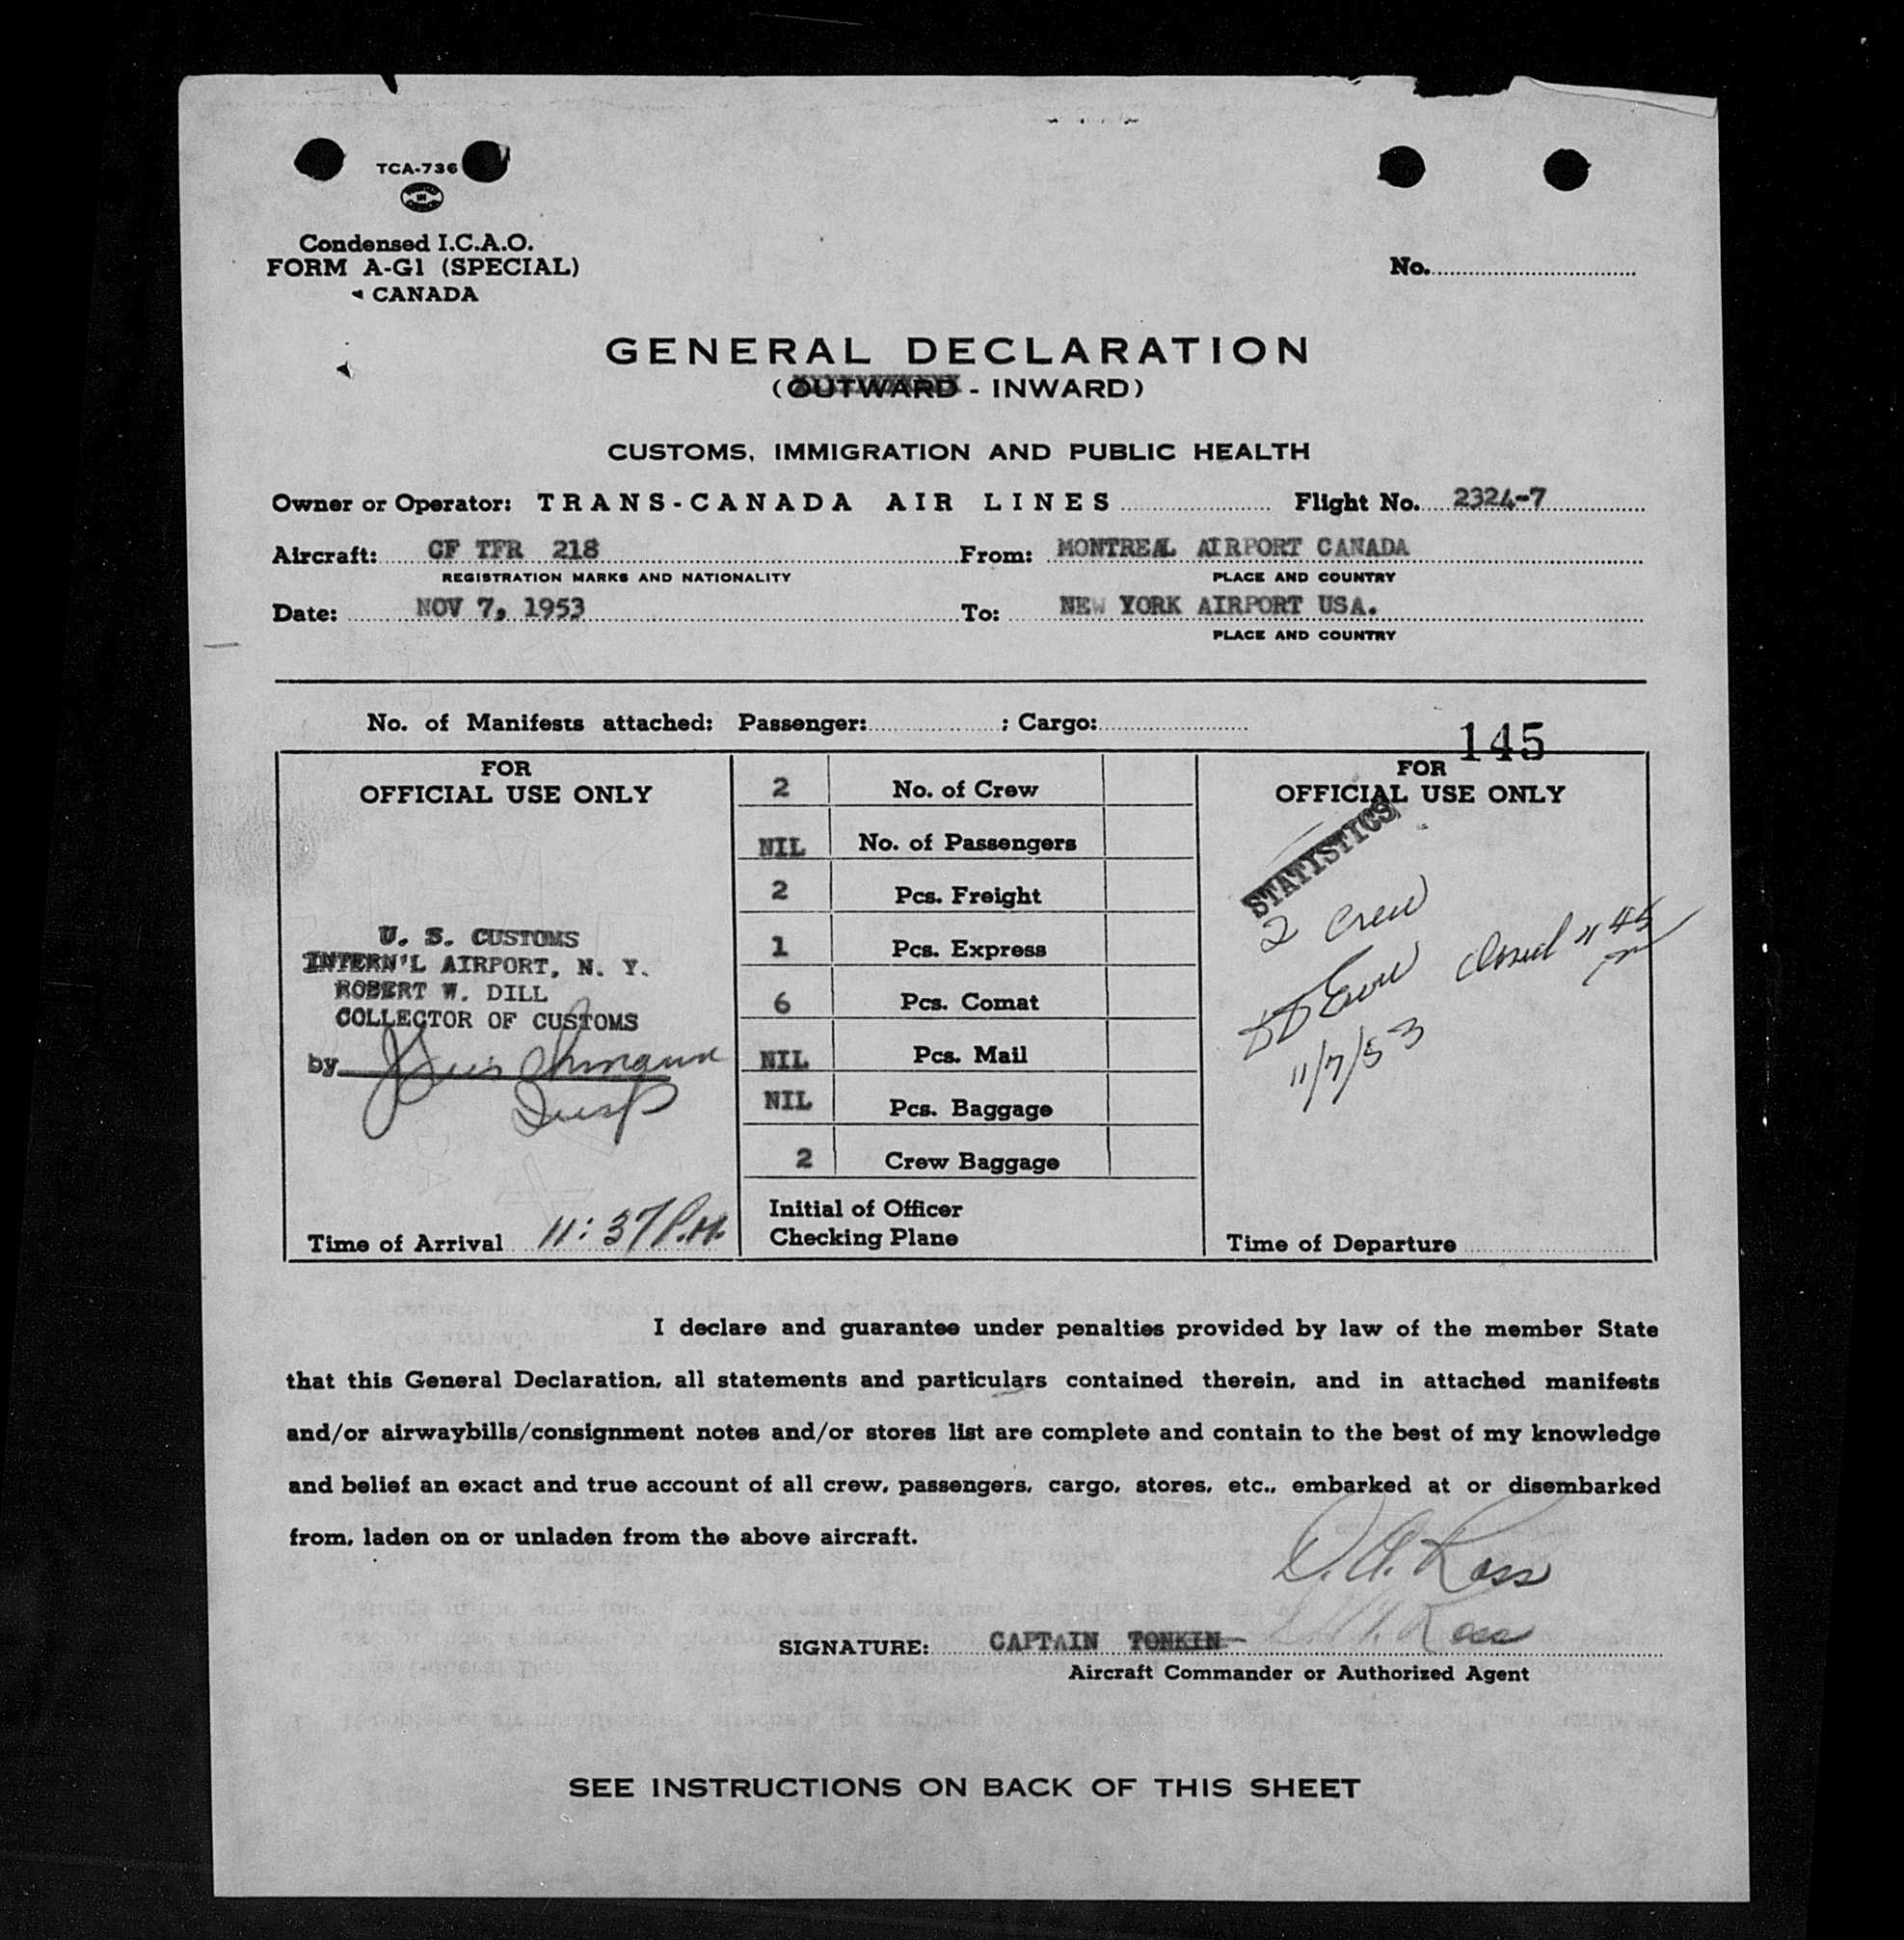 TCA-736
Condensed I.C.A.O.
FORM A-G1 (SPECIAL)
CANADA
No.
GENERAL DECLARATION
(OUTWARD - INWARD)
CUSTOMS, IMMIGRATION AND PUBLIC HEALTH
Owner or Operator: TRANS-CANADA AIR LINES Flight No. 2324-7
Aircraft: CF TFR 218 From: MONTREAL AIRPORT CANADA
REGISTRATION MARKS AND NATIONALITY PLACE AND COUNTRY
Date: NOV 7, 1953 To: NEW YORK AIRPORT USA.
PLACE AND COUNTRY
No. of Manifests attached: Passenger: ; Cargo:
145
FOR
OFFICIAL USE ONLY
U. S. CUSTOMS
INTERN'L AIRPORT, N. Y.
ROBERT W. DILL
COLLECTOR OF CUSTOMS
by
Time of Arrival 11:37 P.M.
2 No. of Crew
NIL No. of Passengers
2 Pcs. Freight
1 Pcs. Express
6 Pcs. Comat
NIL Pcs. Mail
NIL Pcs. Baggage
2 Crew Baggage
Initial of Officer
Checking Plane
FOR
OFFICIAL USE ONLY
STATISTICS
2 Crew
closed 1145
11/7/53
Time of Departure
I declare and guarantee under penalties provided by law of the member State
that this General Declaration, all statements and particulars contained therein, and in attached manifests
and/or airwaybills/consignment notes and/or stores list are complete and contain to the best of my knowledge
and belief an exact and true account of all crew, passengers, cargo, stores, etc., embarked at or disembarked
from, laden on or unladen from the above aircraft.
D.A. Ross
SIGNATURE: CAPTAIN TONKIN Ross
Aircraft Commander or Authorized Agent
SEE INSTRUCTIONS ON BACK OF THIS SHEET